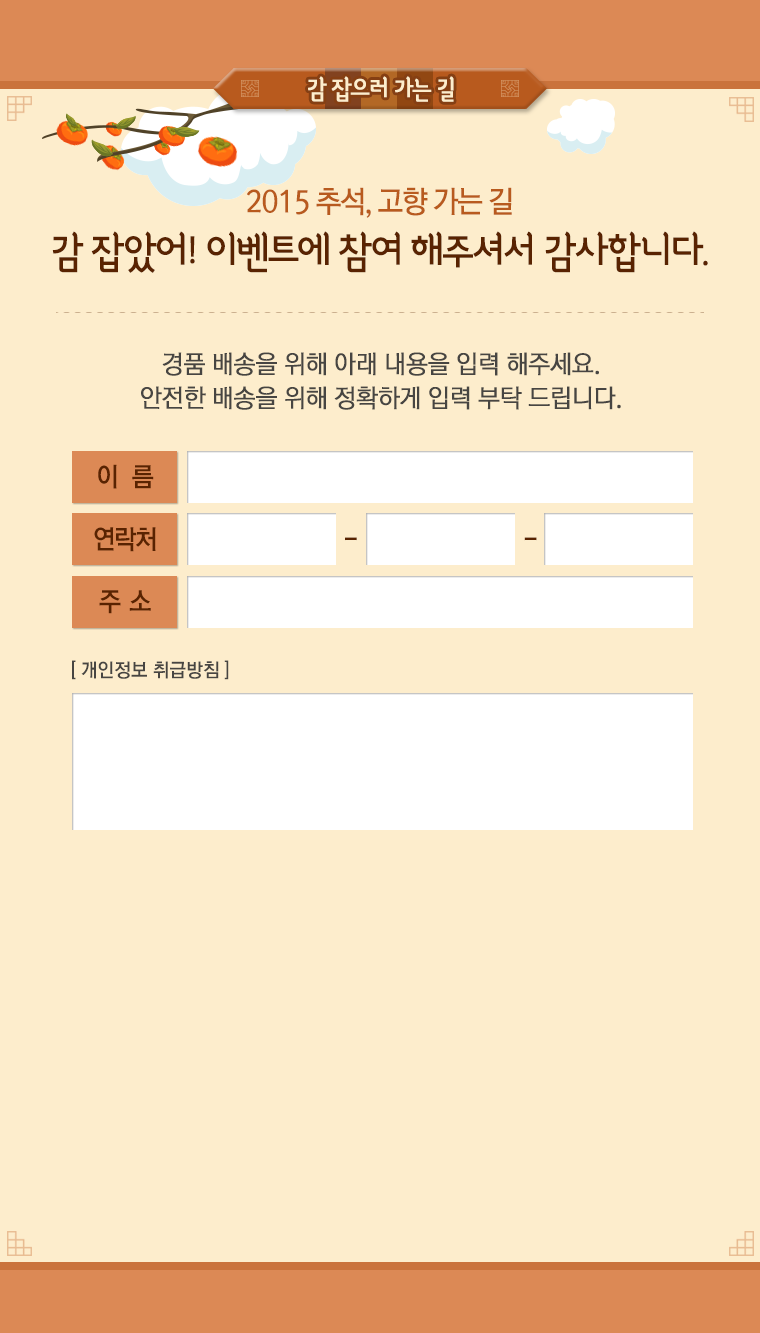 감 잡으러 가는 길
2015 추석, 고향 가는 길
감 잡았어! 이벤트에 참여 해주셔서 감사합니다.
경품 배송을 위해 아래 내용을 입력 해주세요.
안전한 배송을 위해 정확하게 입력 부탁 드립니다.
이 름
연락처 - -
주 소
[ 개인정보 취급방침 ]